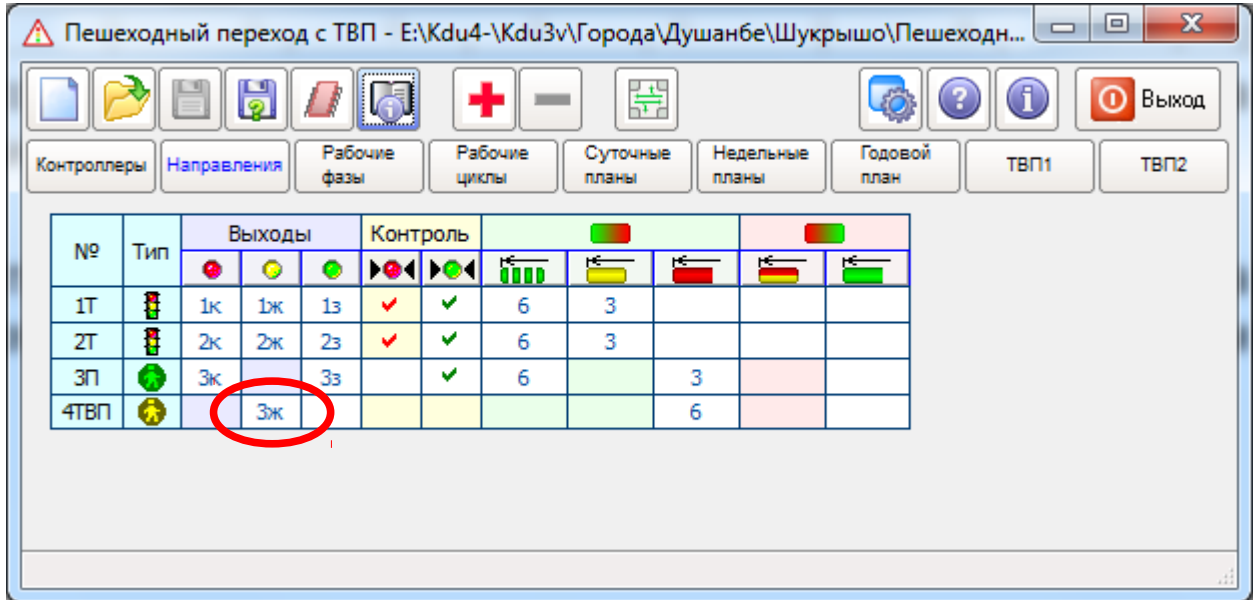 Пешеходный переход с ТВП - E:\Kdu4-\Kdu3v\Города\Душанбе\Шукрышо\Пешеходн...
Выход
Контроллеры Направления Рабочие фазы Рабочие циклы Суточные планы Недельные планы Годовой план ТВП1 ТВП2
№ Тип Выходы Контроль
1Т 1к 1ж 1з 6 3
2Т 2к 2ж 2з 6 3
3П 3к 3з 6 3
4ТВП 3ж 6